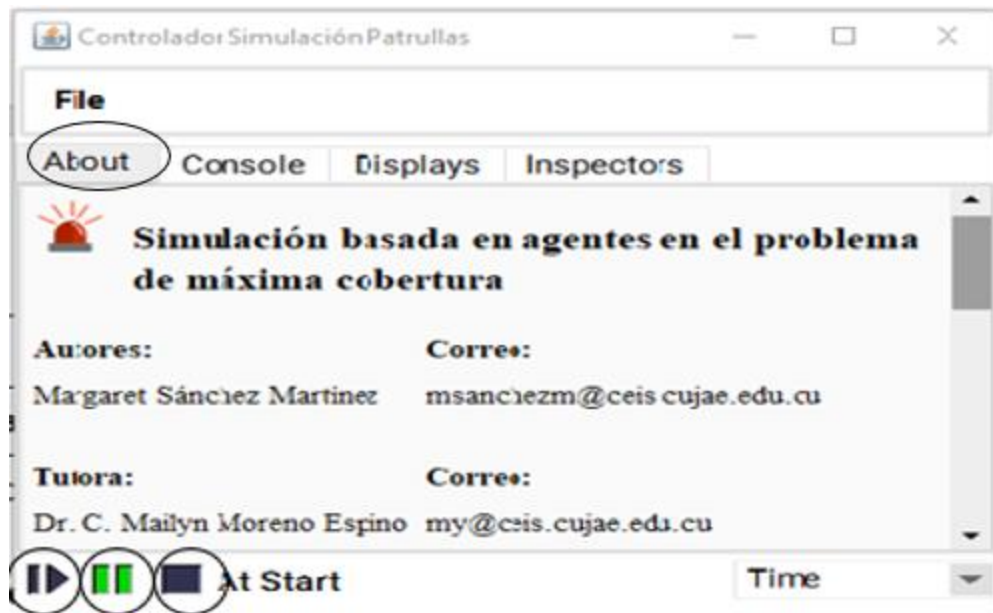 Controlador Simulación Patrullas
File
About Console Displays Inspectors
Simulación basada en agentes en el problema
de máxima cobertura
Autores: Correo:
Margaret Sánchez Martinez msanchezm@ceis.cujae.edu.cu
Tutora: Correo:
Dr. C. Mailyn Moreno Espino my@ceis.cujae.edu.cu
At Start Time